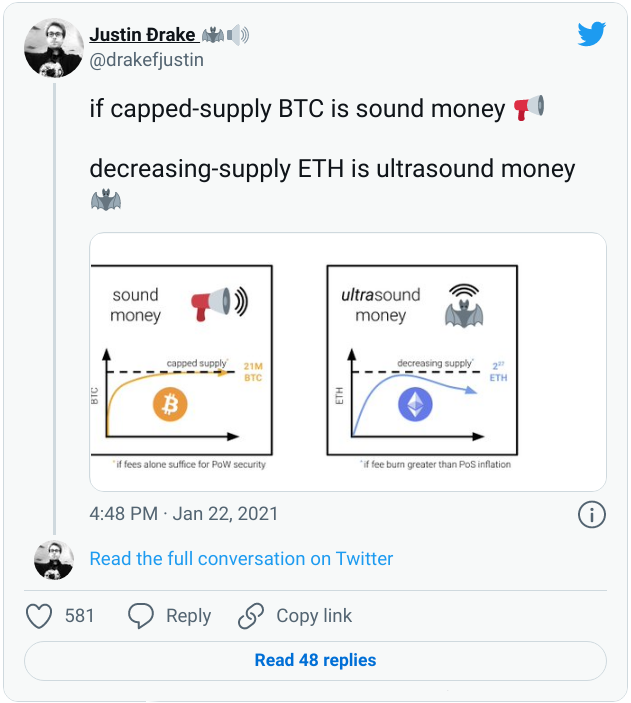 Justin Ðrake 🦇🔊
@drakefjustin
if capped-supply BTC is sound money 📢
decreasing-supply ETH is ultrasound money
🦇
sound
money
capped supply*
21M
BTC
BTC
*if fees alone suffice for PoW security
ultrasound
money
decreasing supply*
2²⁷
ETH
ETH
*if fee burn greater than PoS inflation
4:48 PM · Jan 22, 2021
Read the full conversation on Twitter
581
Reply
Copy link
Read 48 replies